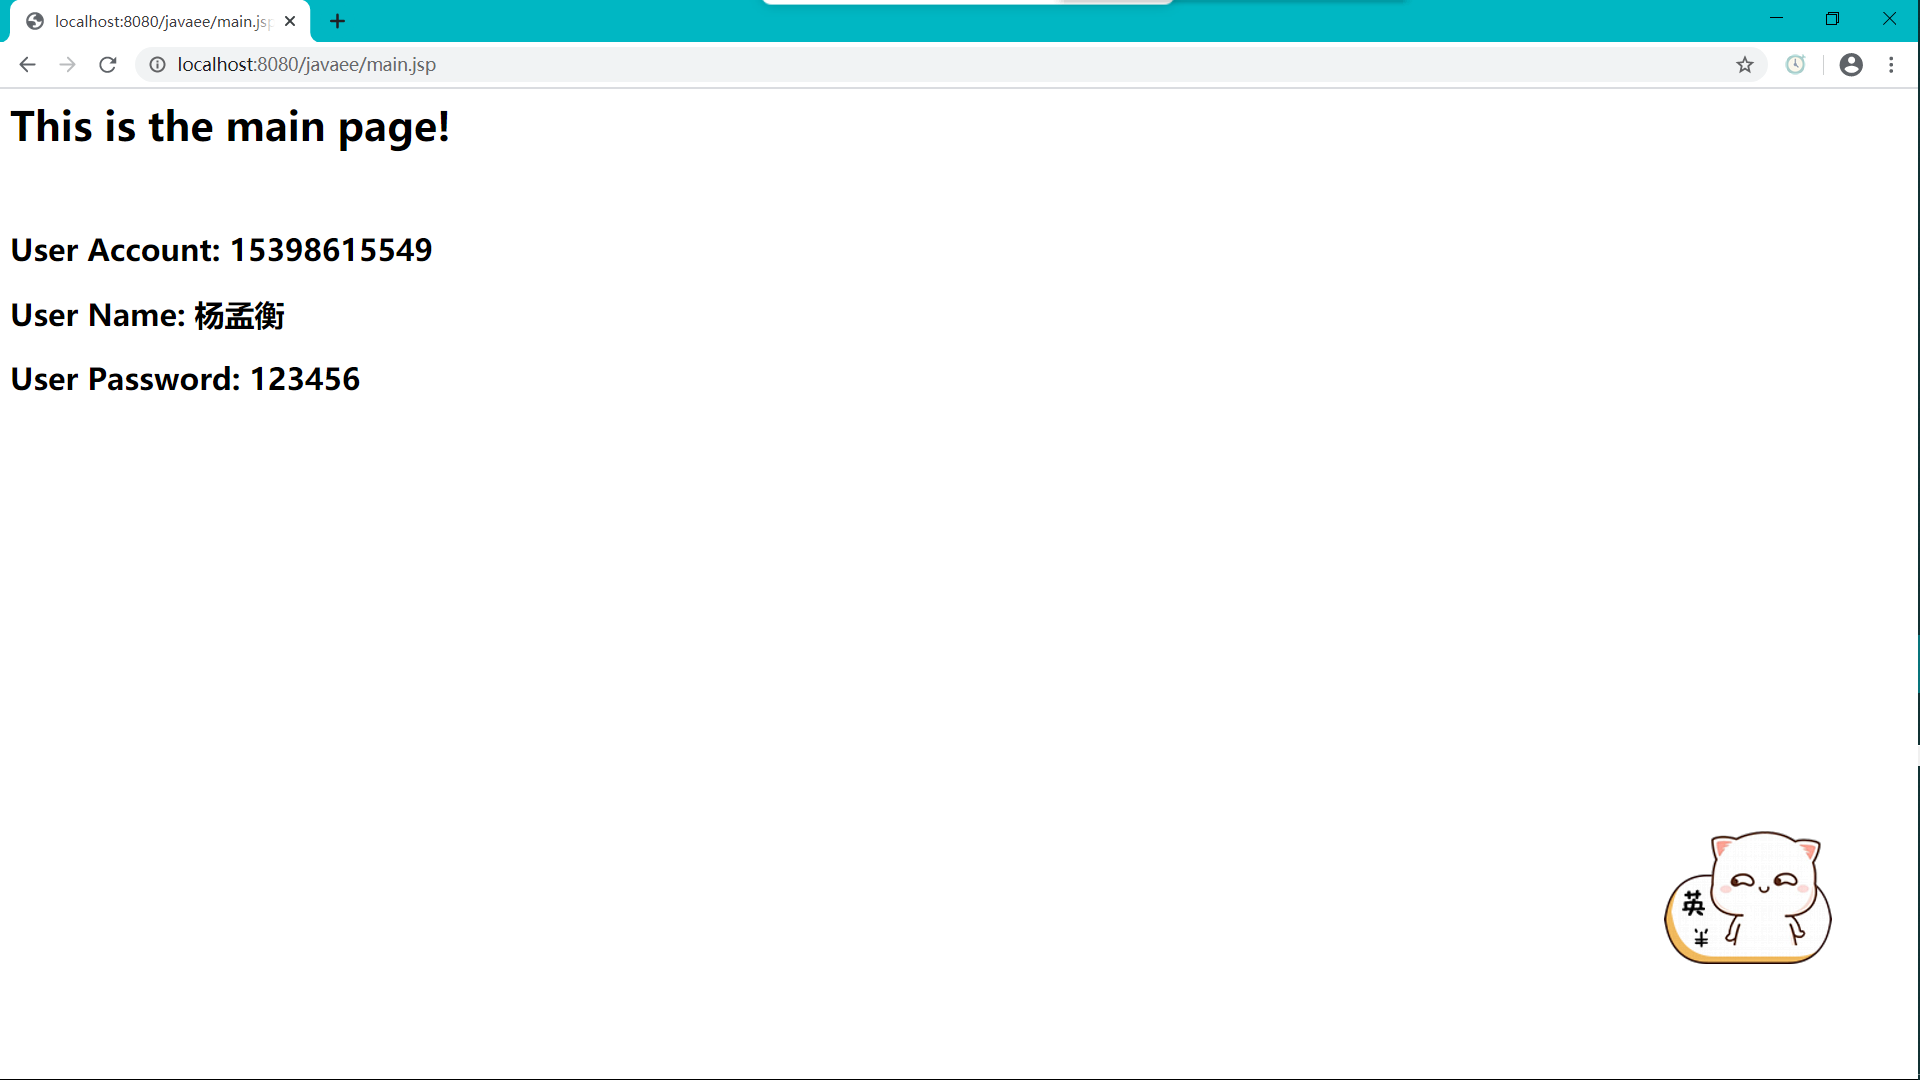 localhost:8080/javaee/main.jsp
localhost:8080/javaee/main.jsp
This is the main page!
User Account: 15398615549
User Name: 杨孟衡
User Password: 123456
英